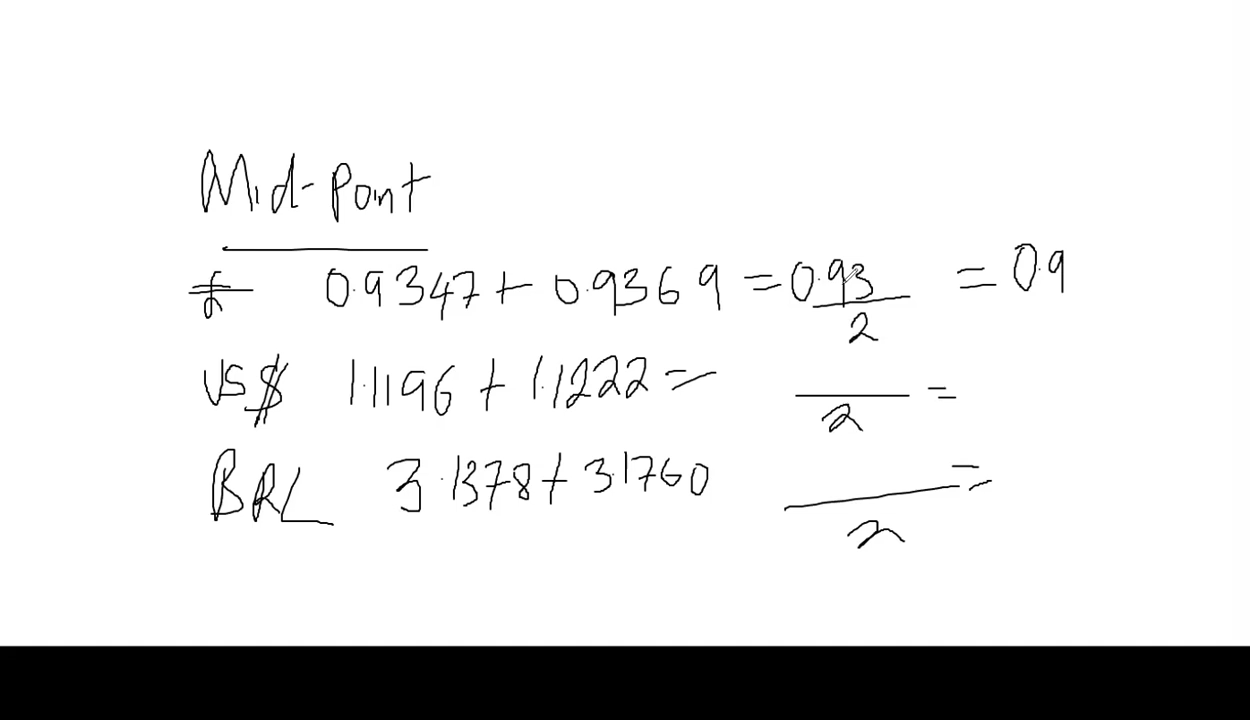 Mid-Point
£ 0.9347 + 0.9369 = 0.93/2 = 0.9
US$ 1.1196 + 1.1222 = /2 =
BRL 3.1378 + 3.1760 /2 =